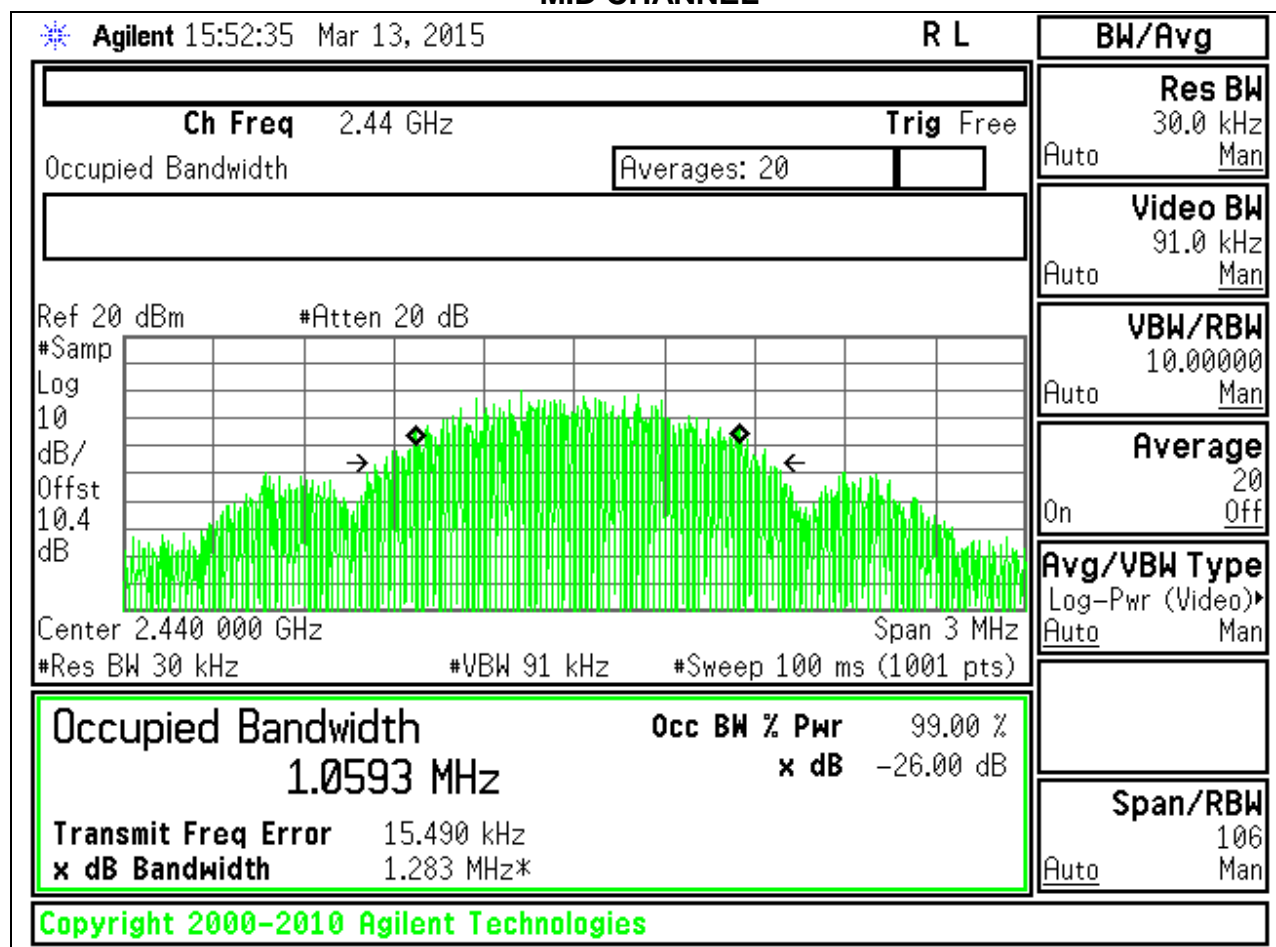 MID CHANNEL
Agilent 15:52:35 Mar 13, 2015 R L
Ch Freq 2.44 GHz Trig Free
Occupied Bandwidth Averages: 20
Ref 20 dBm #Atten 20 dB
#Samp
Log
10
dB/
Offst
10.4
dB
Center 2.440 000 GHz Span 3 MHz
#Res BW 30 kHz #VBW 91 kHz #Sweep 100 ms (1001 pts)
Occupied Bandwidth Occ BW % Pwr 99.00 %
1.0593 MHz x dB -26.00 dB
Transmit Freq Error 15.490 kHz
x dB Bandwidth 1.283 MHz*
Copyright 2000-2010 Agilent Technologies
BW/Avg
Res BW
30.0 kHz
Auto Man
Video BW
91.0 kHz
Auto Man
VBW/RBW
10.00000
Auto Man
Average
20
On Off
Avg/VBW Type
Log-Pwr (Video)
Auto Man
Span/RBW
106
Auto Man